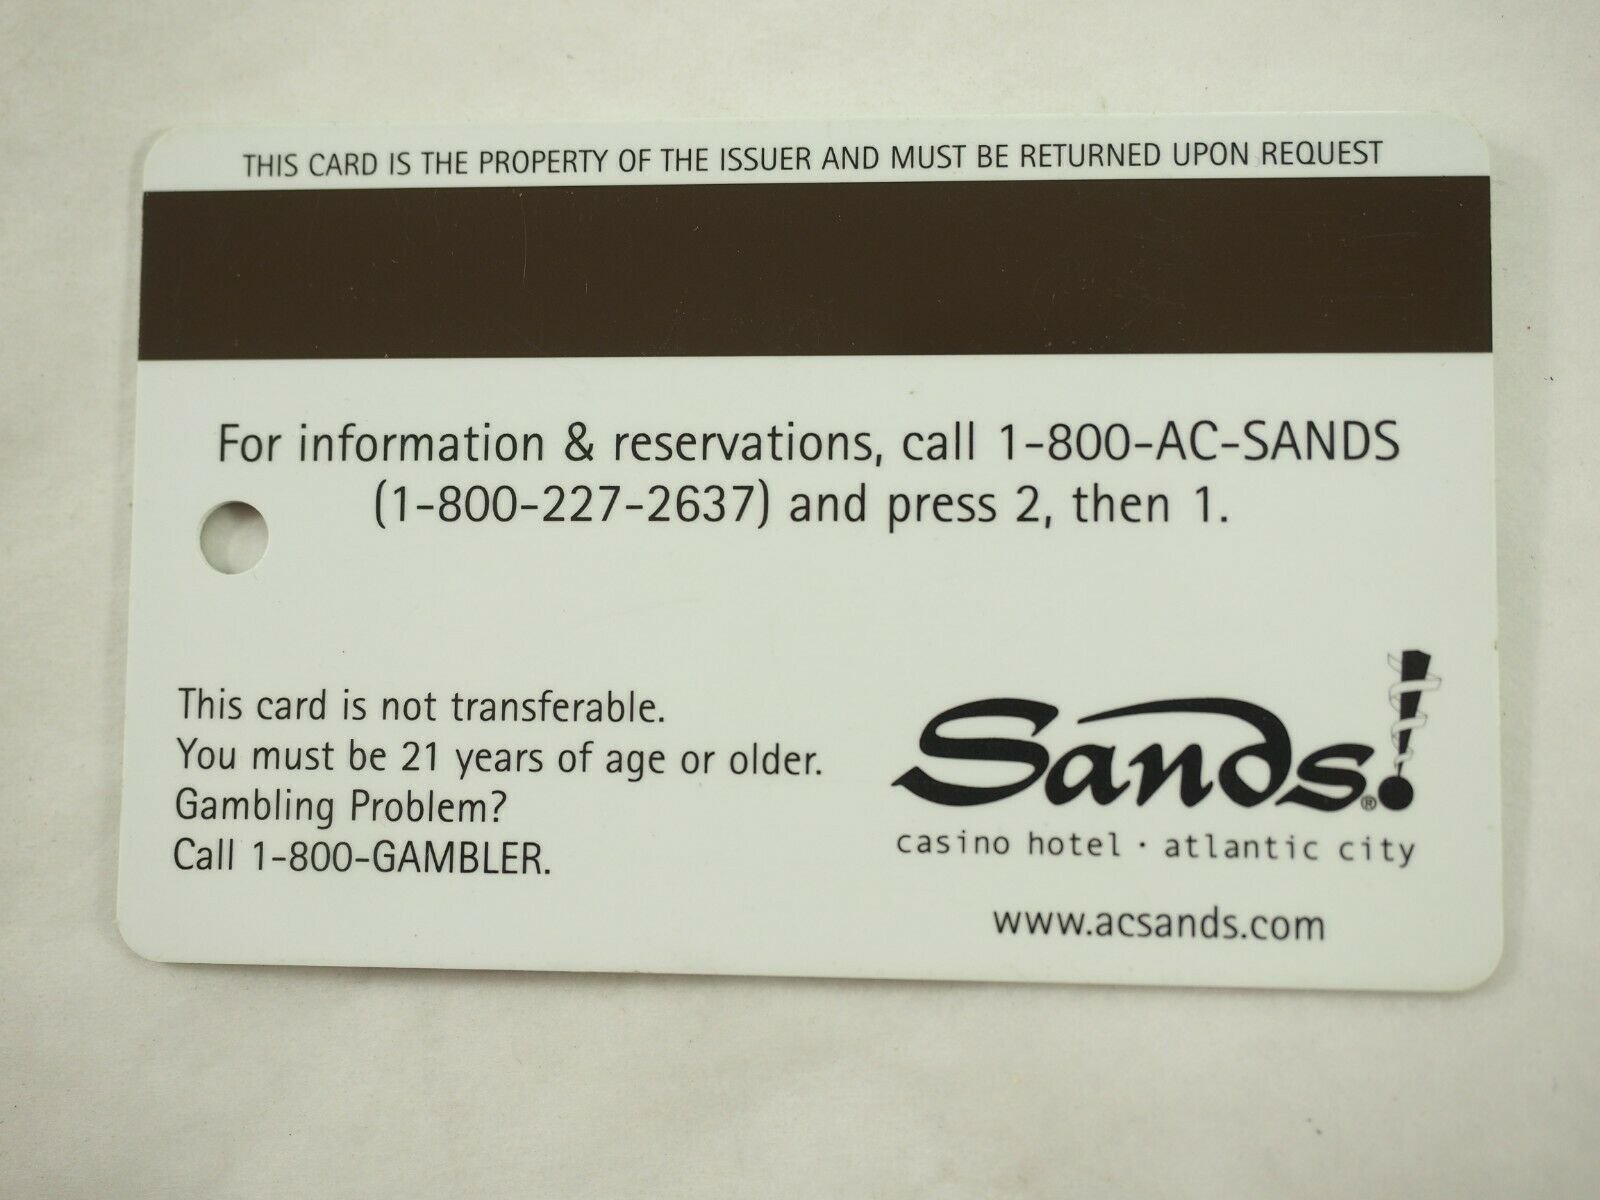 THIS CARD IS THE PROPERTY OF THE ISSUER AND MUST BE RETURNED UPON REQUEST
For information & reservations, call 1-800-AC-SANDS
(1-800-227-2637) and press 2, then 1.
This card is not transferable.
You must be 21 years of age or older.
Gambling Problem?
Call 1-800-GAMBLER.
Sands!®
casino hotel · atlantic city
www.acsands.com